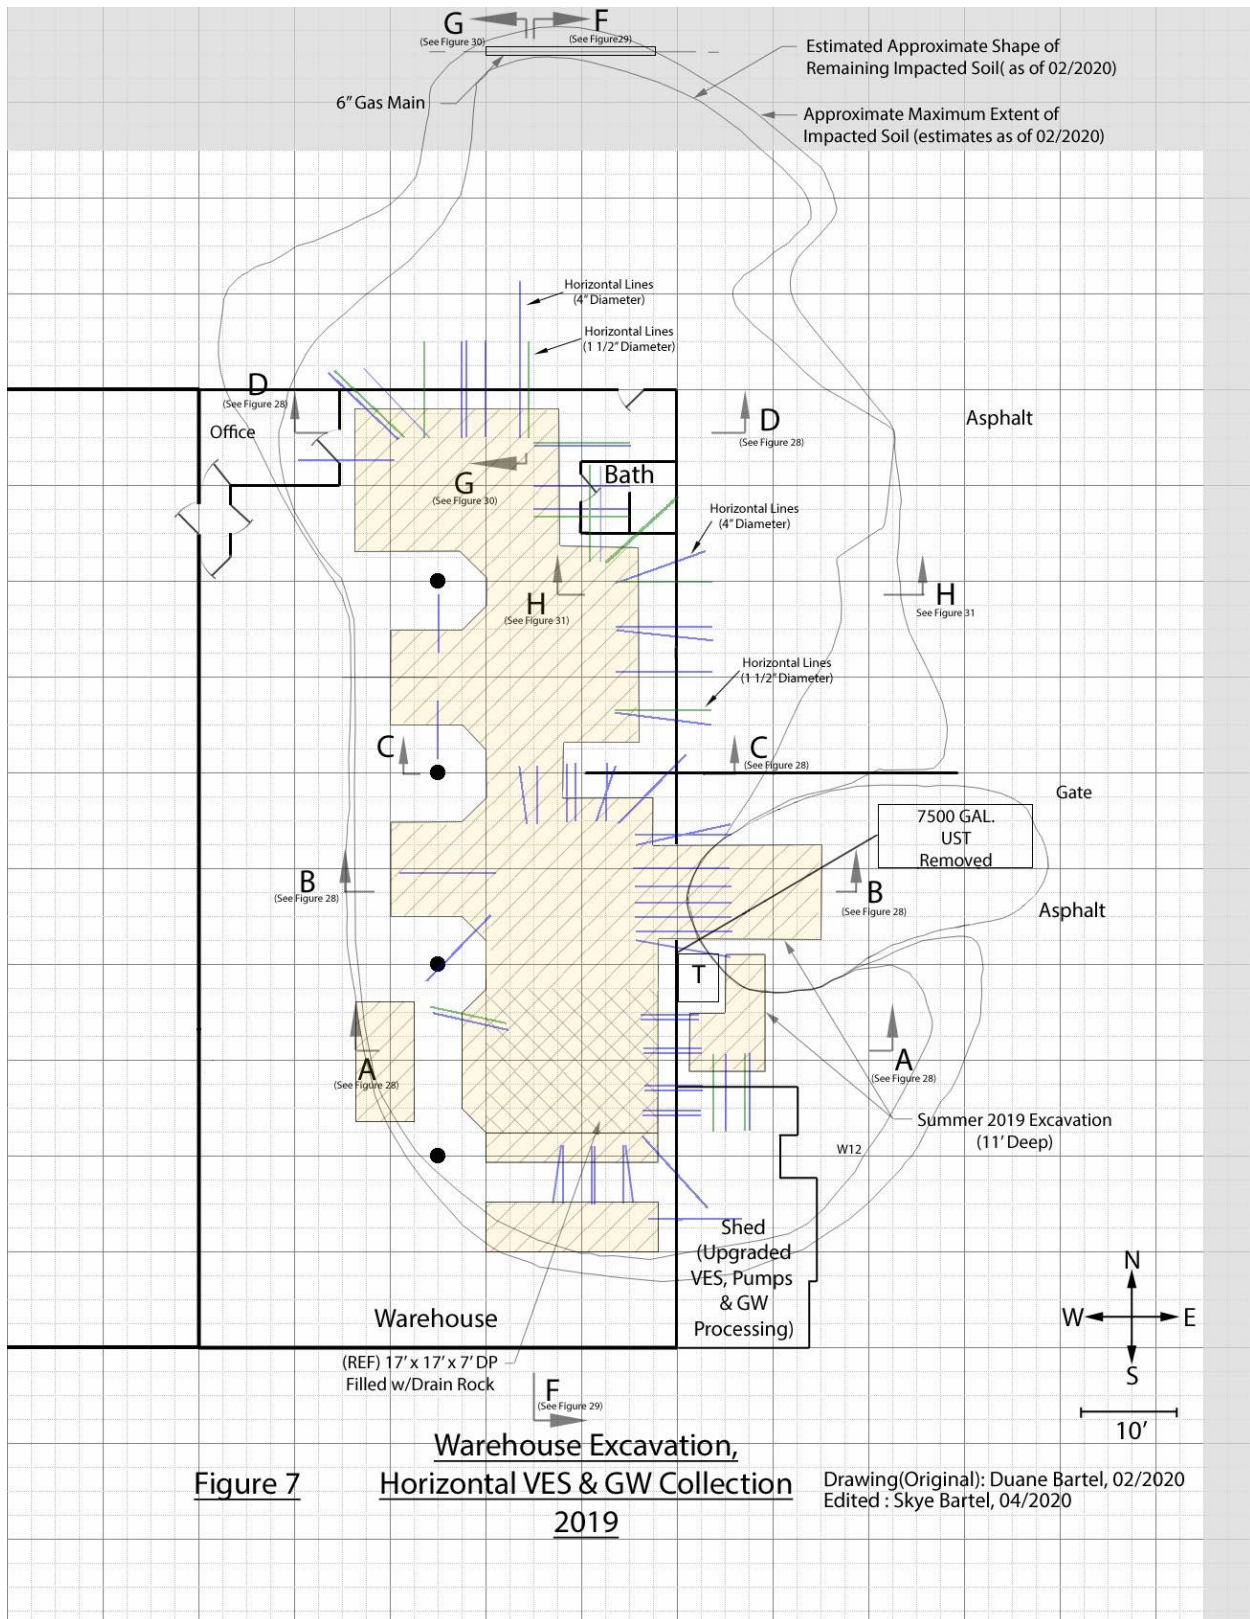 G
(See Figure 30)
F
(See Figure29)
Estimated Approximate Shape of
Remaining Impacted Soil( as of 02/2020)
6" Gas Main
Approximate Maximum Extent of
Impacted Soil (estimates as of 02/2020)
Horizontal Lines
(4" Diameter)
Horizontal Lines
(1 1/2" Diameter)
D
(See Figure 28)
Office
D
(See Figure 28)
Asphalt
G
(See Figure 30)
Bath
Horizontal Lines
(4" Diameter)
H
(See Figure 31)
H
See Figure 31
Horizontal Lines
(1 1/2" Diameter)
C
C
(See Figure 28)
Gate
7500 GAL.
UST
Removed
B
(See Figure 28)
B
(See Figure 28)
Asphalt
T
A
(See Figure 28)
A
(See Figure 28)
Summer 2019 Excavation
(11' Deep)
W12
Shed
(Upgraded
VES, Pumps
& GW
Processing)
Warehouse
(REF) 17' x 17' x 7' DP
Filled w/Drain Rock
N
W
E
S
10'
F
(See Figure 29)
Warehouse Excavation,
Figure 7
Horizontal VES & GW Collection
2019
Drawing(Original): Duane Bartel, 02/2020
Edited : Skye Bartel, 04/2020